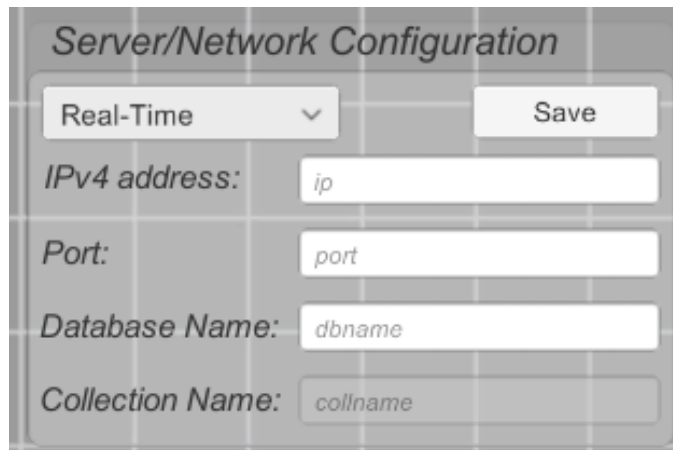 Server/Network Configuration
Real-Time
Save
IPv4 address:
ip
Port:
port
Database Name:
dbname
Collection Name:
collname